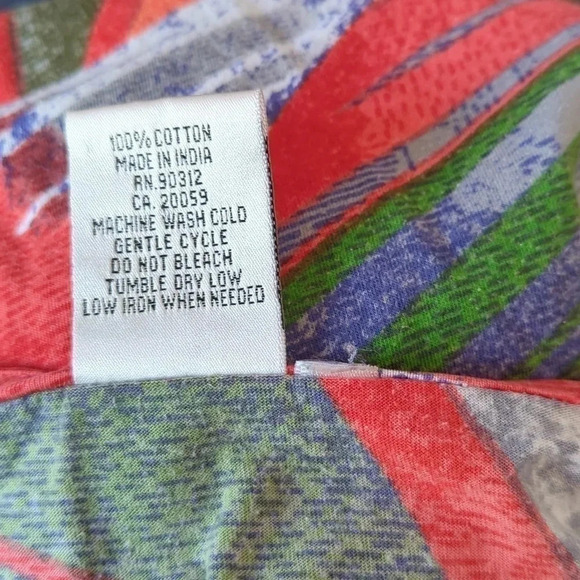 100% COTTON
MADE IN INDIA
RN.90312
CA. 20059
MACHINE WASH COLD
GENTLE CYCLE
DO NOT BLEACH
TUMBLE DRY LOW
LOW IRON WHEN NEEDED